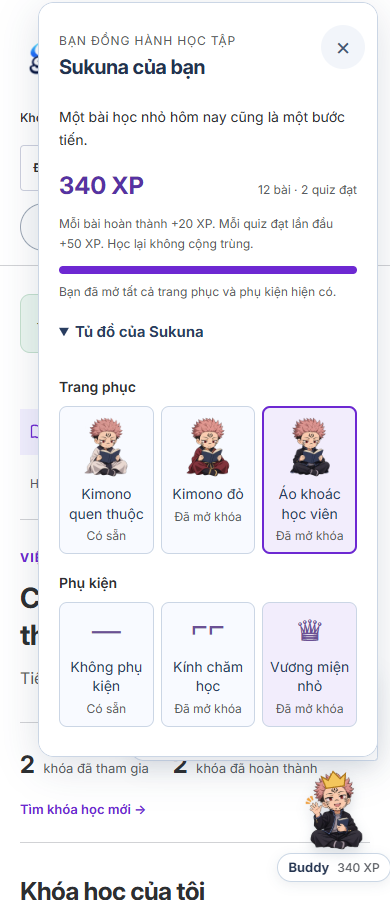 BẠN ĐỒNG HÀNH HỌC TẬP
Sukuna của bạn
Một bài học nhỏ hôm nay cũng là một bước
tiến.
340 XP
12 bài · 2 quiz đạt
Mỗi bài hoàn thành +20 XP. Mỗi quiz đạt lần đầu
+50 XP. Học lại không cộng trùng.
Bạn đã mở tất cả trang phục và phụ kiện hiện có.
▼ Tủ đồ của Sukuna
Trang phục
Kimono
quen thuộc
Có sẵn
Kimono đỏ
Đã mở khóa
Áo khoác
học viên
Đã mở khóa
Phụ kiện
Không phụ
kiện
Có sẵn
Kính chăm
học
Đã mở khóa
Vương miện
nhỏ
Đã mở khóa
2 khóa đã tham gia
2 khóa đã hoàn thành
Tìm khóa học mới →
Buddy 340 XP
Khóa học của tôi